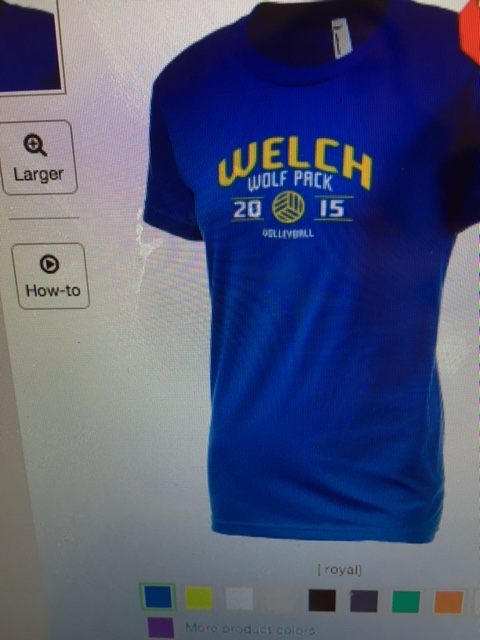 Larger
How-to
WELCH
WOLF PACK
20 15
VOLLEYBALL
[royal]
More product colors